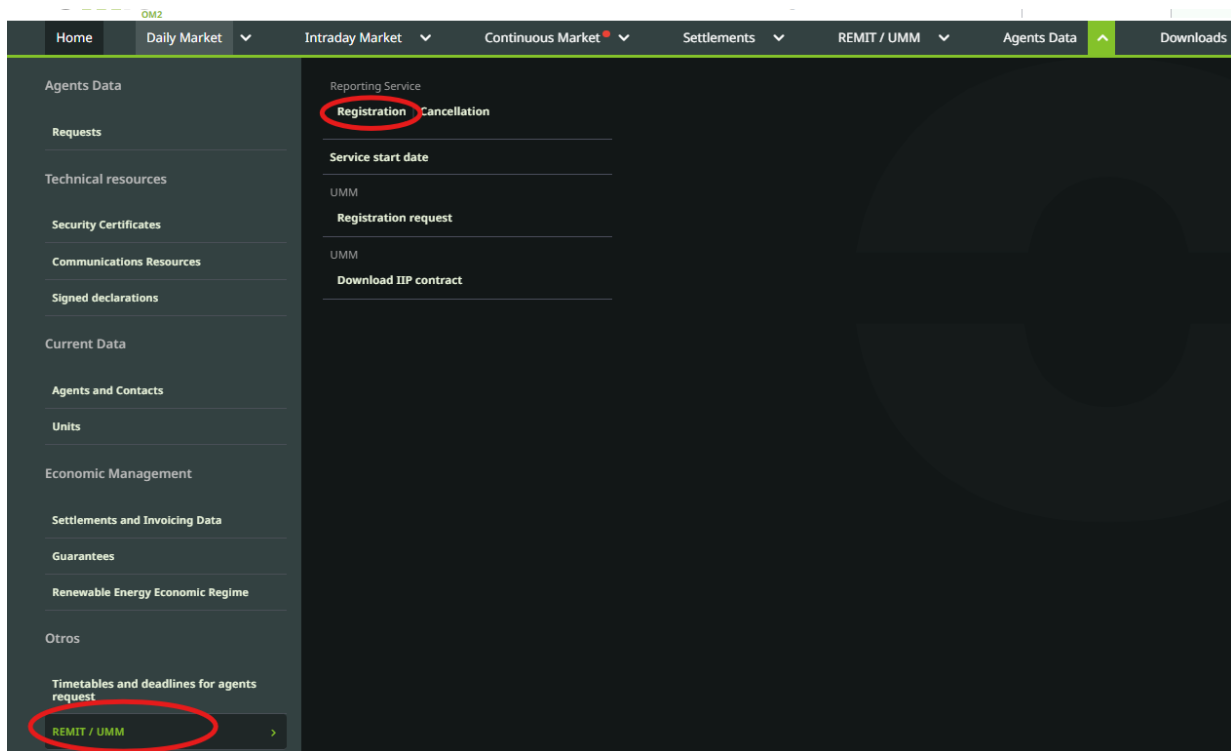 OM2
Home Daily Market Intraday Market Continuous Market Settlements REMIT / UMM Agents Data Downloads
Agents Data
Requests
Technical resources
Security Certificates
Communications Resources
Signed declarations
Current Data
Agents and Contacts
Units
Economic Management
Settlements and Invoicing Data
Guarantees
Renewable Energy Economic Regime
Otros
Timetables and deadlines for agents
request
REMIT / UMM
Reporting Service
Registration Cancellation
Service start date
UMM
Registration request
UMM
Download IIP contract